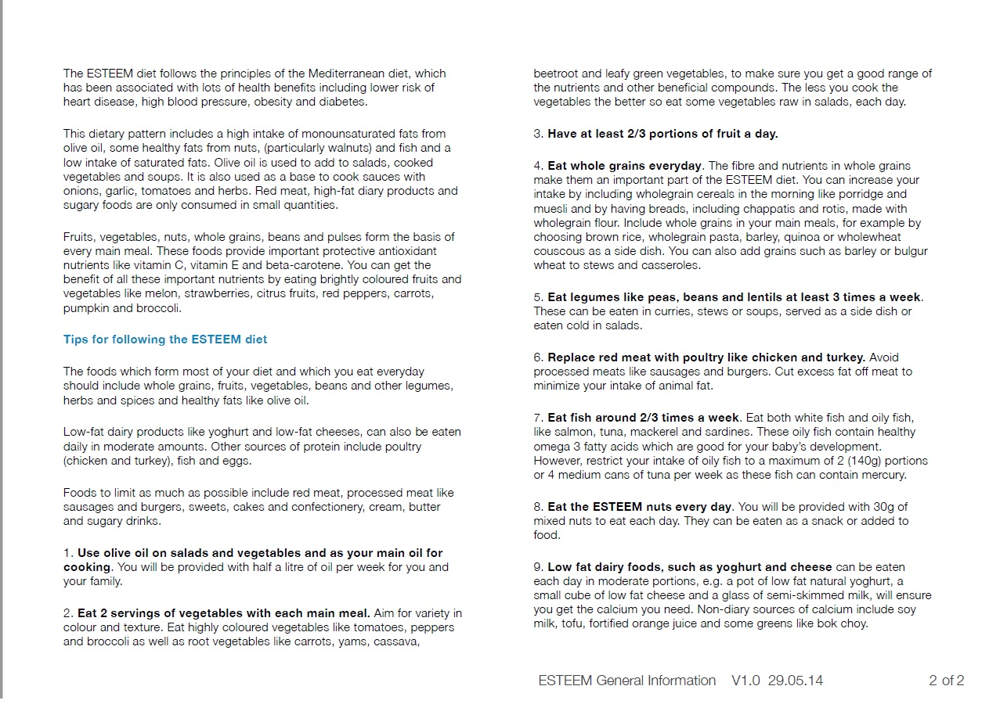 The ESTEEM diet follows the principles of the Mediterranean diet, which
has been associated with lots of health benefits including lower risk of
heart disease, high blood pressure, obesity and diabetes.
This dietary pattern includes a high intake of monounsaturated fats from
olive oil, some healthy fats from nuts, (particularly walnuts) and fish and a
low intake of saturated fats. Olive oil is used to add to salads, cooked
vegetables and soups. It is also used as a base to cook sauces with
onions, garlic, tomatoes and herbs. Red meat, high-fat diary products and
sugary foods are only consumed in small quantities.
Fruits, vegetables, nuts, whole grains, beans and pulses form the basis of
every main meal. These foods provide important protective antioxidant
nutrients like vitamin C, vitamin E and beta-carotene. You can get the
benefit of all these important nutrients by eating brightly coloured fruits and
vegetables like melon, strawberries, citrus fruits, red peppers, carrots,
pumpkin and broccoli.
Tips for following the ESTEEM diet
The foods which form most of your diet and which you eat everyday
should include whole grains, fruits, vegetables, beans and other legumes,
herbs and spices and healthy fats like olive oil.
Low-fat dairy products like yoghurt and low-fat cheeses, can also be eaten
daily in moderate amounts. Other sources of protein include poultry
(chicken and turkey), fish and eggs.
Foods to limit as much as possible include red meat, processed meat like
sausages and burgers, sweets, cakes and confectionery, cream, butter
and sugary drinks.
1. Use olive oil on salads and vegetables and as your main oil for
cooking. You will be provided with half a litre of oil per week for you and
your family.
2. Eat 2 servings of vegetables with each main meal. Aim for variety in
colour and texture. Eat highly coloured vegetables like tomatoes, peppers
and broccoli as well as root vegetables like carrots, yams, cassava,
beetroot and leafy green vegetables, to make sure you get a good range of
the nutrients and other beneficial compounds. The less you cook the
vegetables the better so eat some vegetables raw in salads, each day.
3. Have at least 2/3 portions of fruit a day.
4. Eat whole grains everyday. The fibre and nutrients in whole grains
make them an important part of the ESTEEM diet. You can increase your
intake by including wholegrain cereals in the morning like porridge and
muesli and by having breads, including chappatis and rotis, made with
wholegrain flour. Include whole grains in your main meals, for example by
choosing brown rice, wholegrain pasta, barley, quinoa or wholewheat
couscous as a side dish. You can also add grains such as barley or bulgur
wheat to stews and casseroles.
5. Eat legumes like peas, beans and lentils at least 3 times a week.
These can be eaten in curries, stews or soups, served as a side dish or
eaten cold in salads.
6. Replace red meat with poultry like chicken and turkey. Avoid
processed meats like sausages and burgers. Cut excess fat off meat to
minimize your intake of animal fat.
7. Eat fish around 2/3 times a week. Eat both white fish and oily fish,
like salmon, tuna, mackerel and sardines. These oily fish contain healthy
omega 3 fatty acids which are good for your baby's development.
However, restrict your intake of oily fish to a maximum of 2 (140g) portions
or 4 medium cans of tuna per week as these fish can contain mercury.
8. Eat the ESTEEM nuts every day. You will be provided with 30g of
mixed nuts to eat each day. They can be eaten as a snack or added to
food.
9. Low fat dairy foods, such as yoghurt and cheese can be eaten
each day in moderate portions, e.g. a pot of low fat natural yoghurt, a
small cube of low fat cheese and a glass of semi-skimmed milk, will ensure
you get the calcium you need. Non-diary sources of calcium include soy
milk, tofu, fortified orange juice and some greens like bok choy.
ESTEEM General Information V1.0 29.05.14 2 of 2